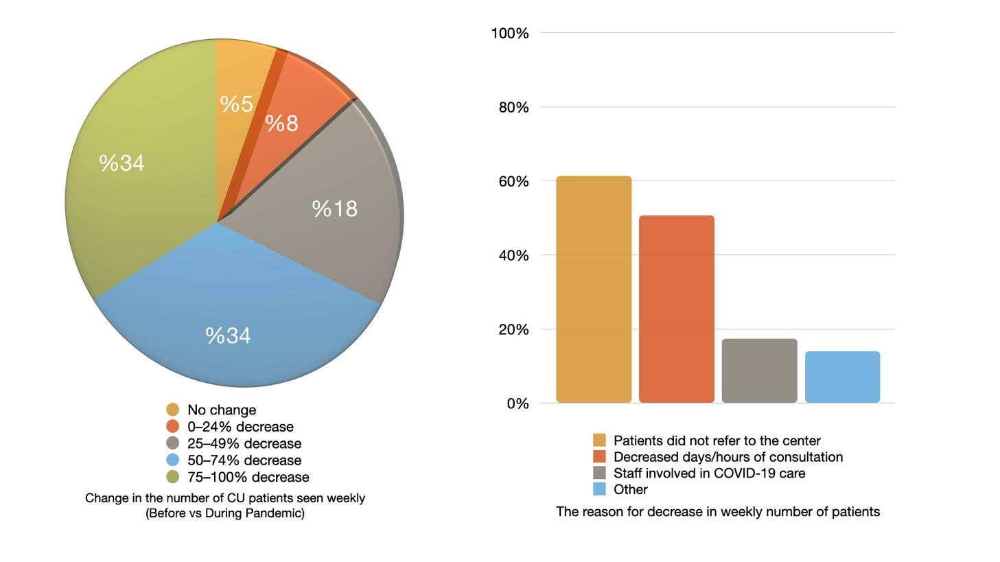 %5
%8
%34
%18
%34
No change
0–24% decrease
25–49% decrease
50–74% decrease
75–100% decrease
Change in the number of CU patients seen weekly
(Before vs During Pandemic)
100%
80%
60%
40%
20%
0%
Patients did not refer to the center
Decreased days/hours of consultation
Staff involved in COVID-19 care
Other
The reason for decrease in weekly number of patients